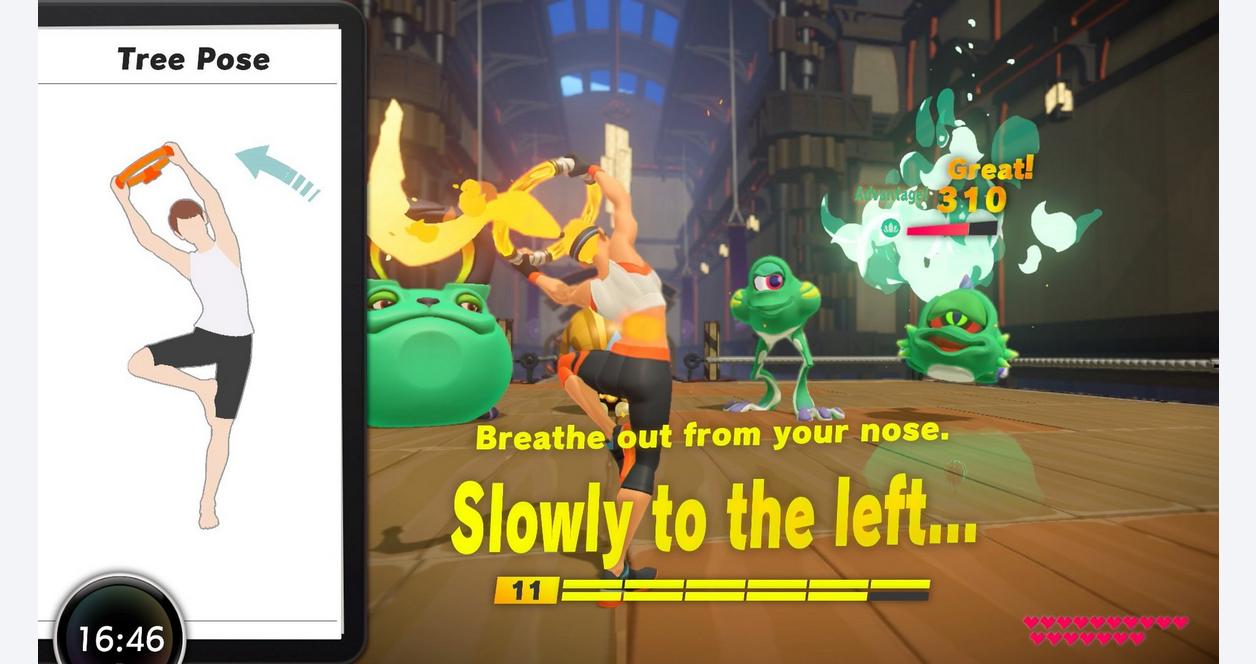 Tree Pose
Great!
Advantage!
310
Breathe out from your nose.
Slowly to the left...
11
16:46